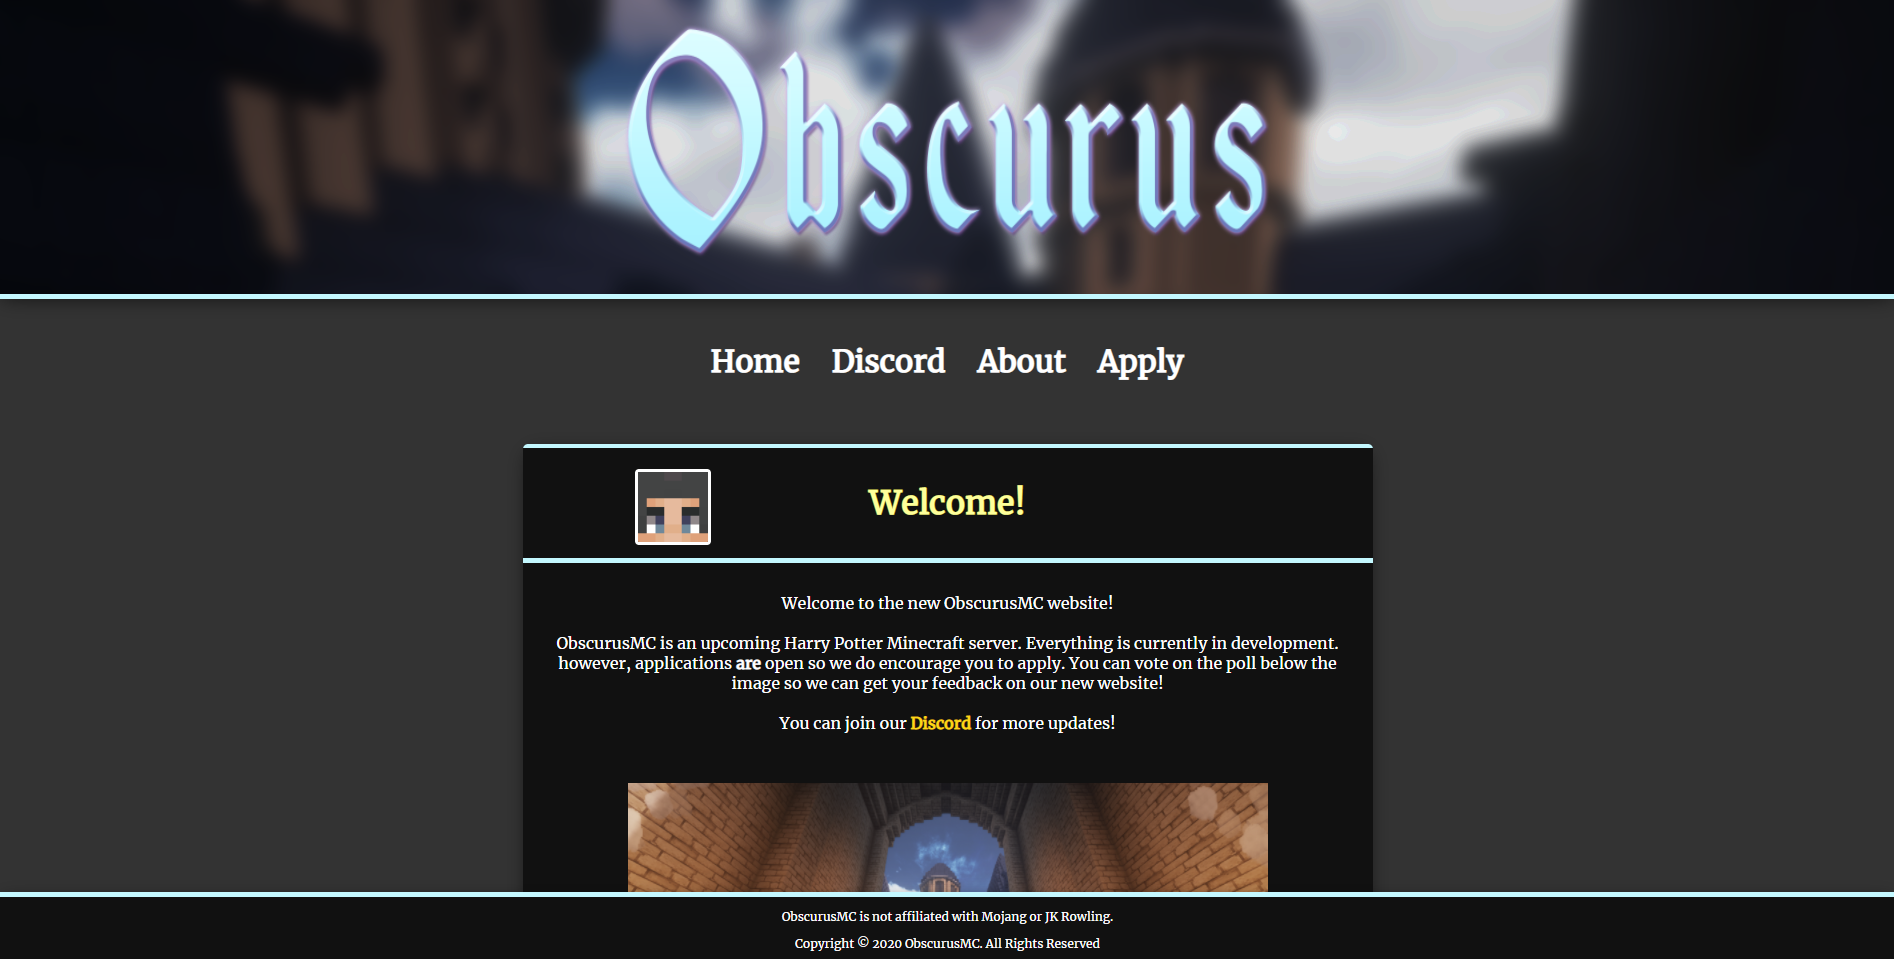 Obscurus
Home Discord About Apply
Welcome!
Welcome to the new ObscurusMC website!
ObscurusMC is an upcoming Harry Potter Minecraft server. Everything is currently in development.
however, applications are open so we do encourage you to apply. You can vote on the poll below the
image so we can get your feedback on our new website!
You can join our Discord for more updates!
ObscurusMC is not affiliated with Mojang or JK Rowling.
Copyright © 2020 ObscurusMC. All Rights Reserved